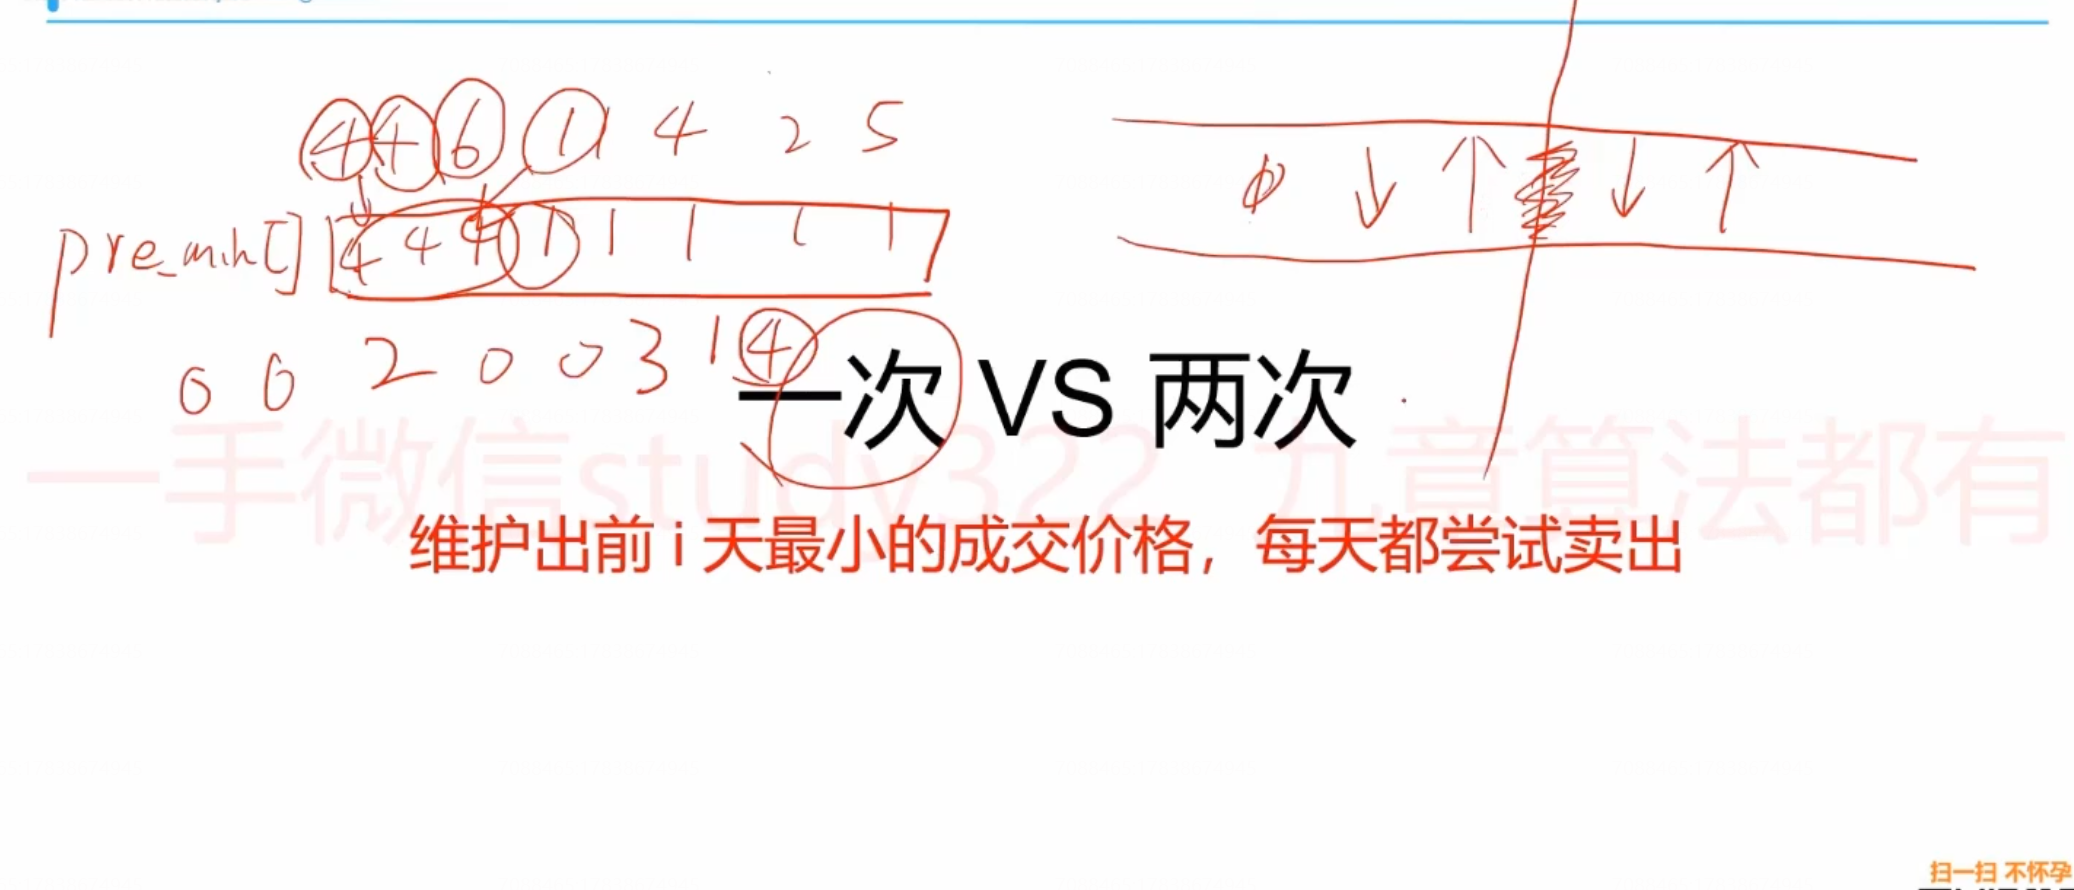 4 4 6 1 1 4 2 5
pre_min[] 4 4 4 1 1 1 1 1
0 0 2 0 0 3 1 4
一次 VS 两次
一手微信study322 九章算法都有
维护出前 i 天最小的成交价格，每天都尝试卖出
扫一扫 不怀孕